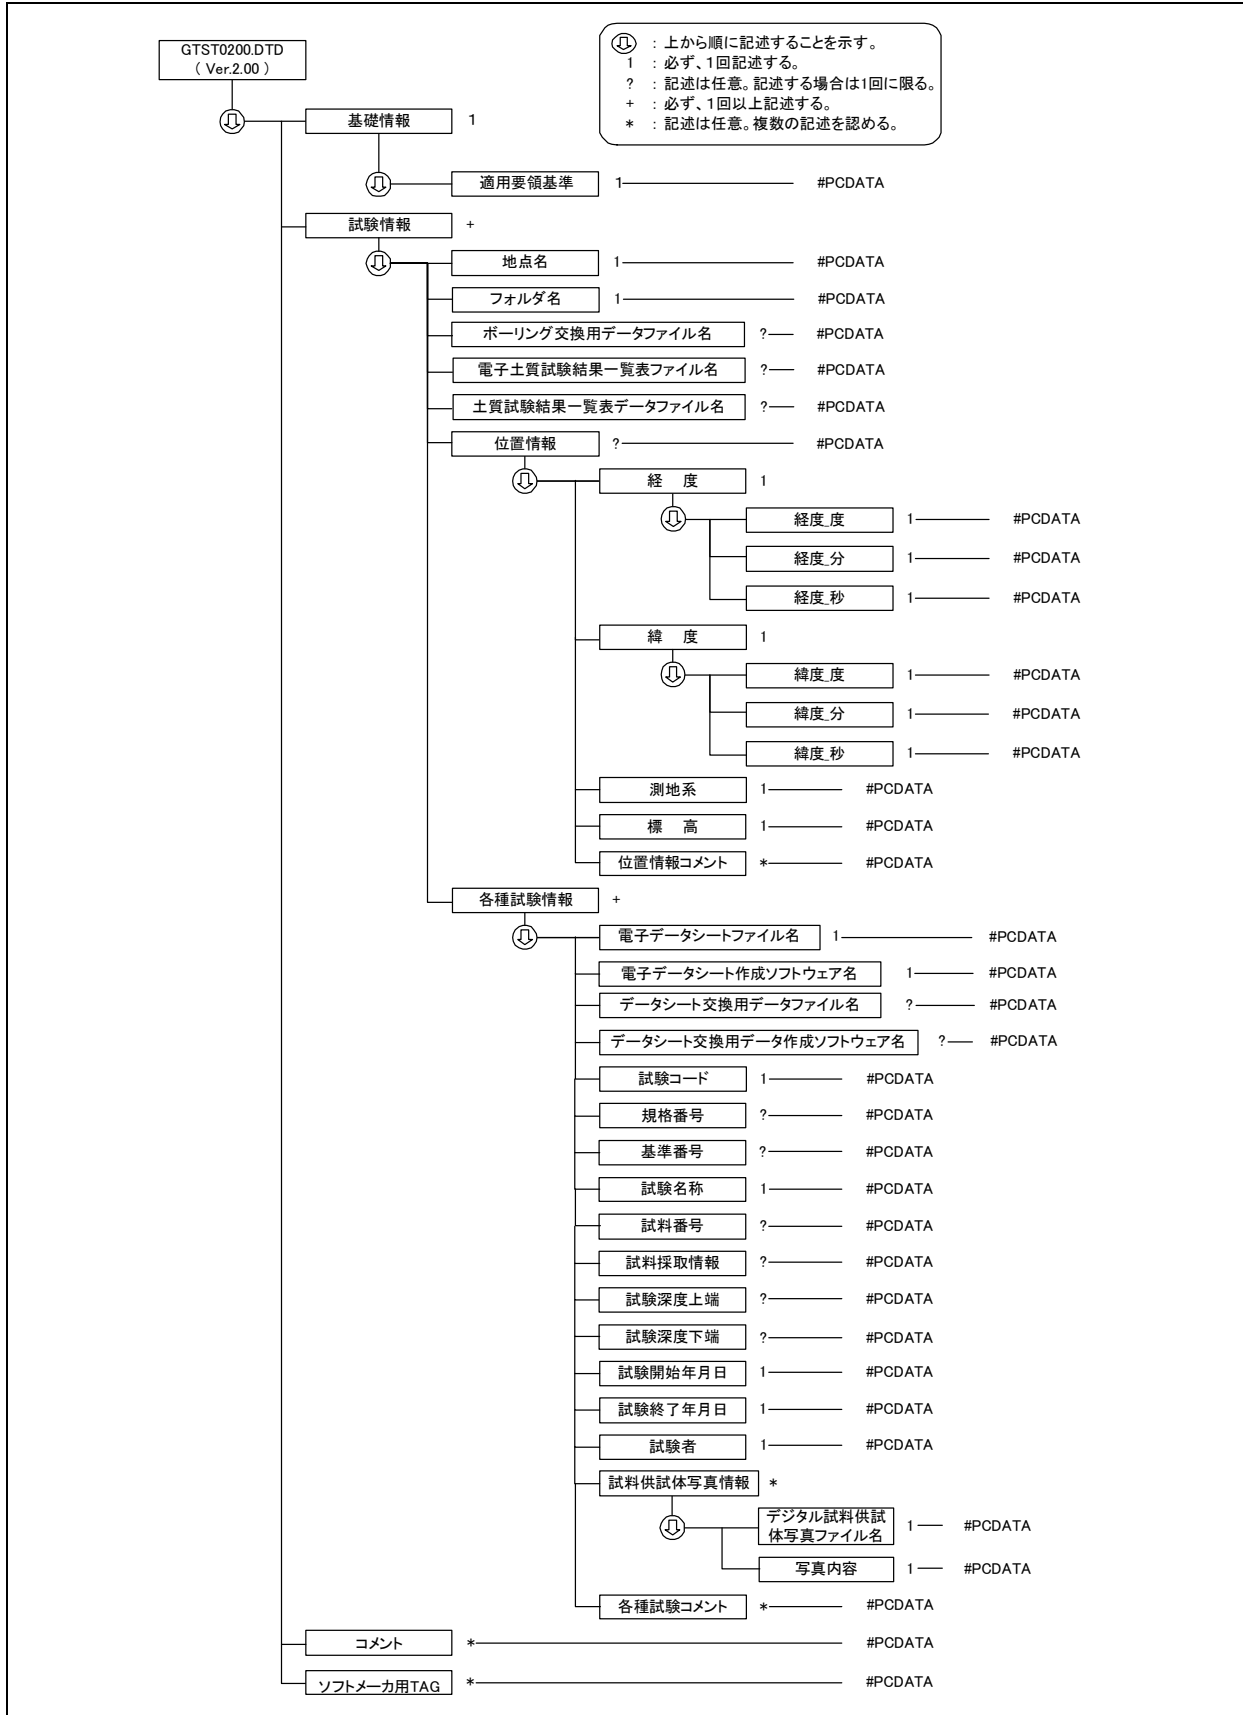 GTST0200.DTD
( Ver.2.00 )
: 上から順に記述することを示す。
1 : 必ず、1回記述する。
? : 記述は任意。記述する場合は1回に限る。
+ : 必ず、1回以上記述する。
* : 記述は任意。複数の記述を認める。
基礎情報 1
適用要領基準 1 #PCDATA
試験情報 +
地点名 1 #PCDATA
フォルダ名 1 #PCDATA
ボーリング交換用データファイル名 ? #PCDATA
電子土質試験結果一覧表ファイル名 ? #PCDATA
土質試験結果一覧表データファイル名 ? #PCDATA
位置情報 ? #PCDATA
経 度 1
経度_度 1 #PCDATA
経度_分 1 #PCDATA
経度_秒 1 #PCDATA
緯 度 1
緯度_度 1 #PCDATA
緯度_分 1 #PCDATA
緯度_秒 1 #PCDATA
測地系 1 #PCDATA
標 高 1 #PCDATA
位置情報コメント * #PCDATA
各種試験情報 +
電子データシートファイル名 1 #PCDATA
電子データシート作成ソフトウェア名 1 #PCDATA
データシート交換用データファイル名 ? #PCDATA
データシート交換用データ作成ソフトウェア名 ? #PCDATA
試験コード 1 #PCDATA
規格番号 ? #PCDATA
基準番号 ? #PCDATA
試験名称 1 #PCDATA
試料番号 ? #PCDATA
試料採取情報 ? #PCDATA
試験深度上端 ? #PCDATA
試験深度下端 ? #PCDATA
試験開始年月日 1 #PCDATA
試験終了年月日 1 #PCDATA
試験者 1 #PCDATA
試料供試体写真情報 *
デジタル試料供試
体写真ファイル名 1 #PCDATA
写真内容 1 #PCDATA
各種試験コメント * #PCDATA
コメント * #PCDATA
ソフトメーカ用TAG * #PCDATA